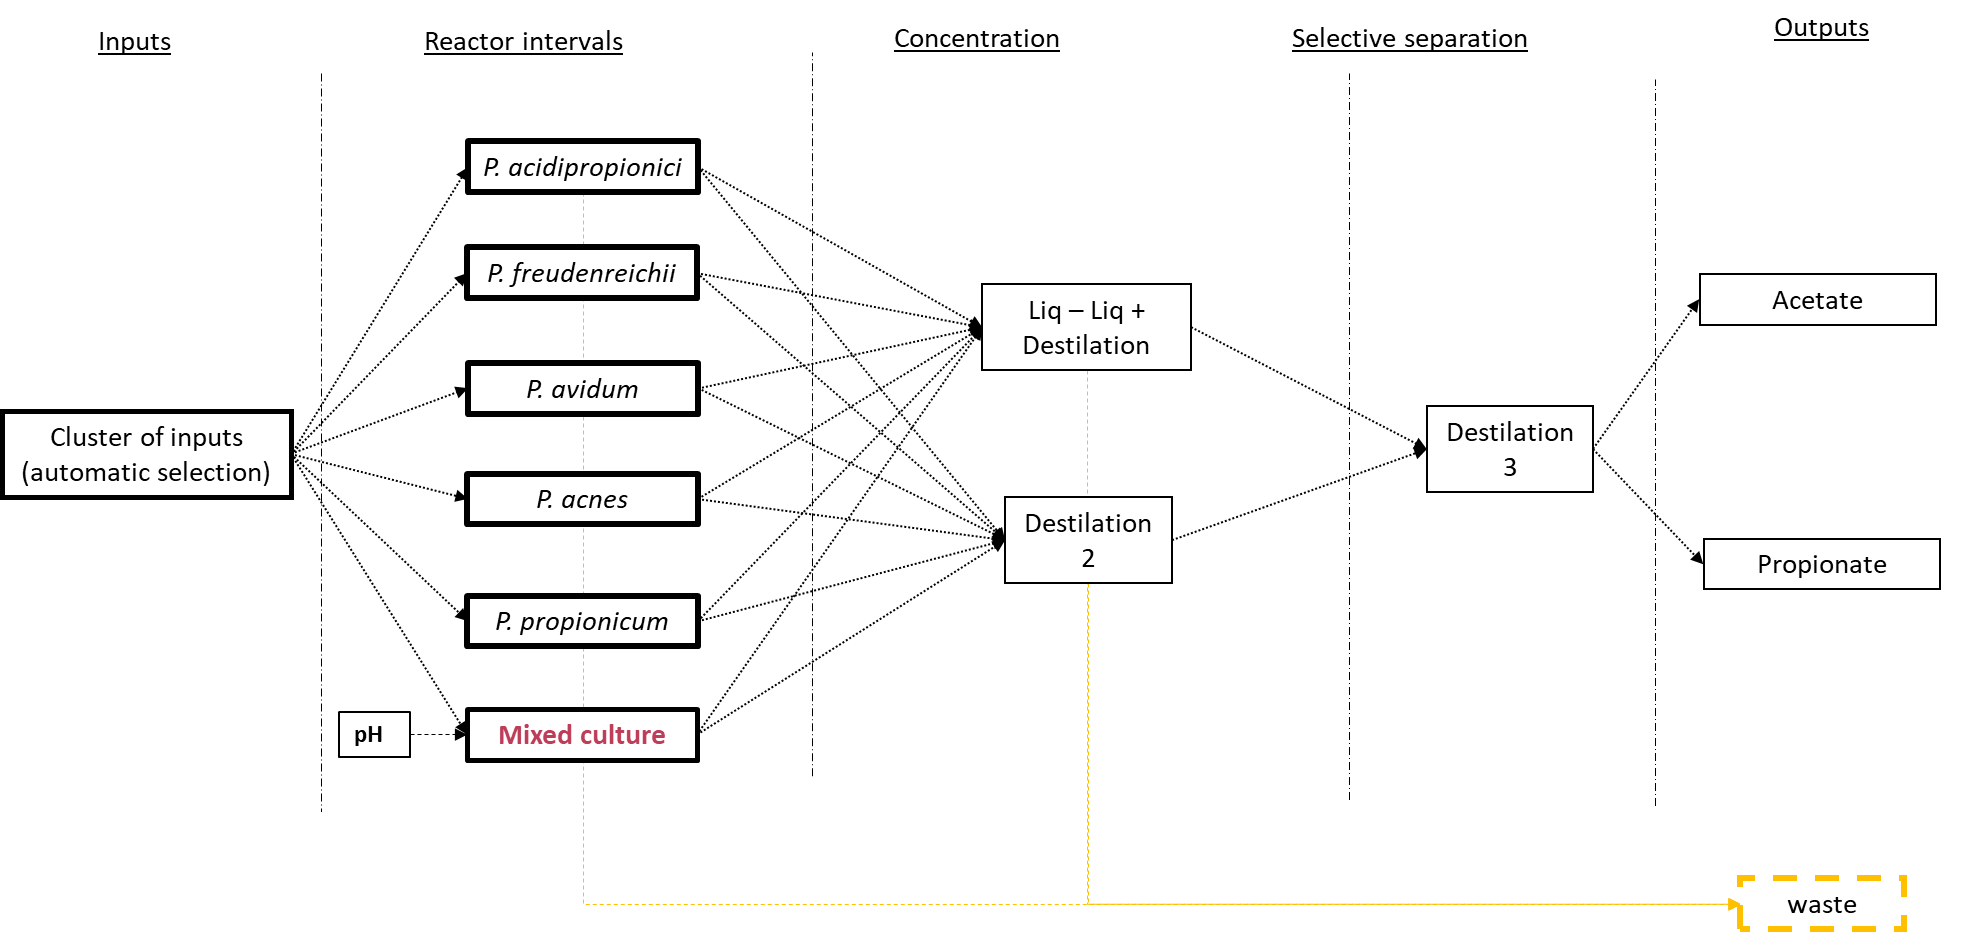 Inputs
Reactor intervals
Concentration
Selective separation
Outputs
Cluster of inputs
(automatic selection)
P. acidipropionici
P. freudenreichii
P. avidum
P. acnes
P. propionicum
pH
Mixed culture
Liq – Liq +
Destilation
Destilation
2
Destilation
3
Acetate
Propionate
waste